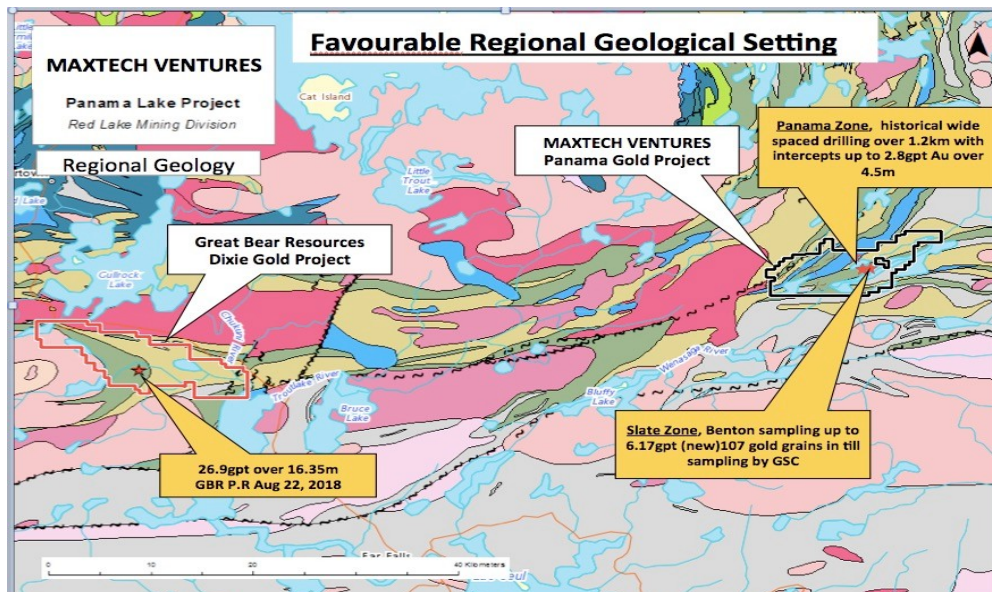 Favourable Regional Geological Setting
MAXTECH VENTURES
Panama Lake Project
Red Lake Mining Division
Regional Geology
Cat Island
Little
Trout
Lake
MAXTECH VENTURES
Panama Gold Project
Panama Zone, historical wide
spaced drilling over 1.2km with
intercepts up to 2.8gpt Au over
4.5m
Great Bear Resources
Dixie Gold Project
Gullrock
Lake
Chukuni River
Troutlake River
Bruce
Lake
Bluffy
Lake
Wenasaga River
26.9gpt over 16.35m
GBR P.R Aug 22, 2018
Slate Zone, Benton sampling up to
6.17gpt (new)107 gold grains in till
sampling by GSC
0 10 20 40 Kilometers